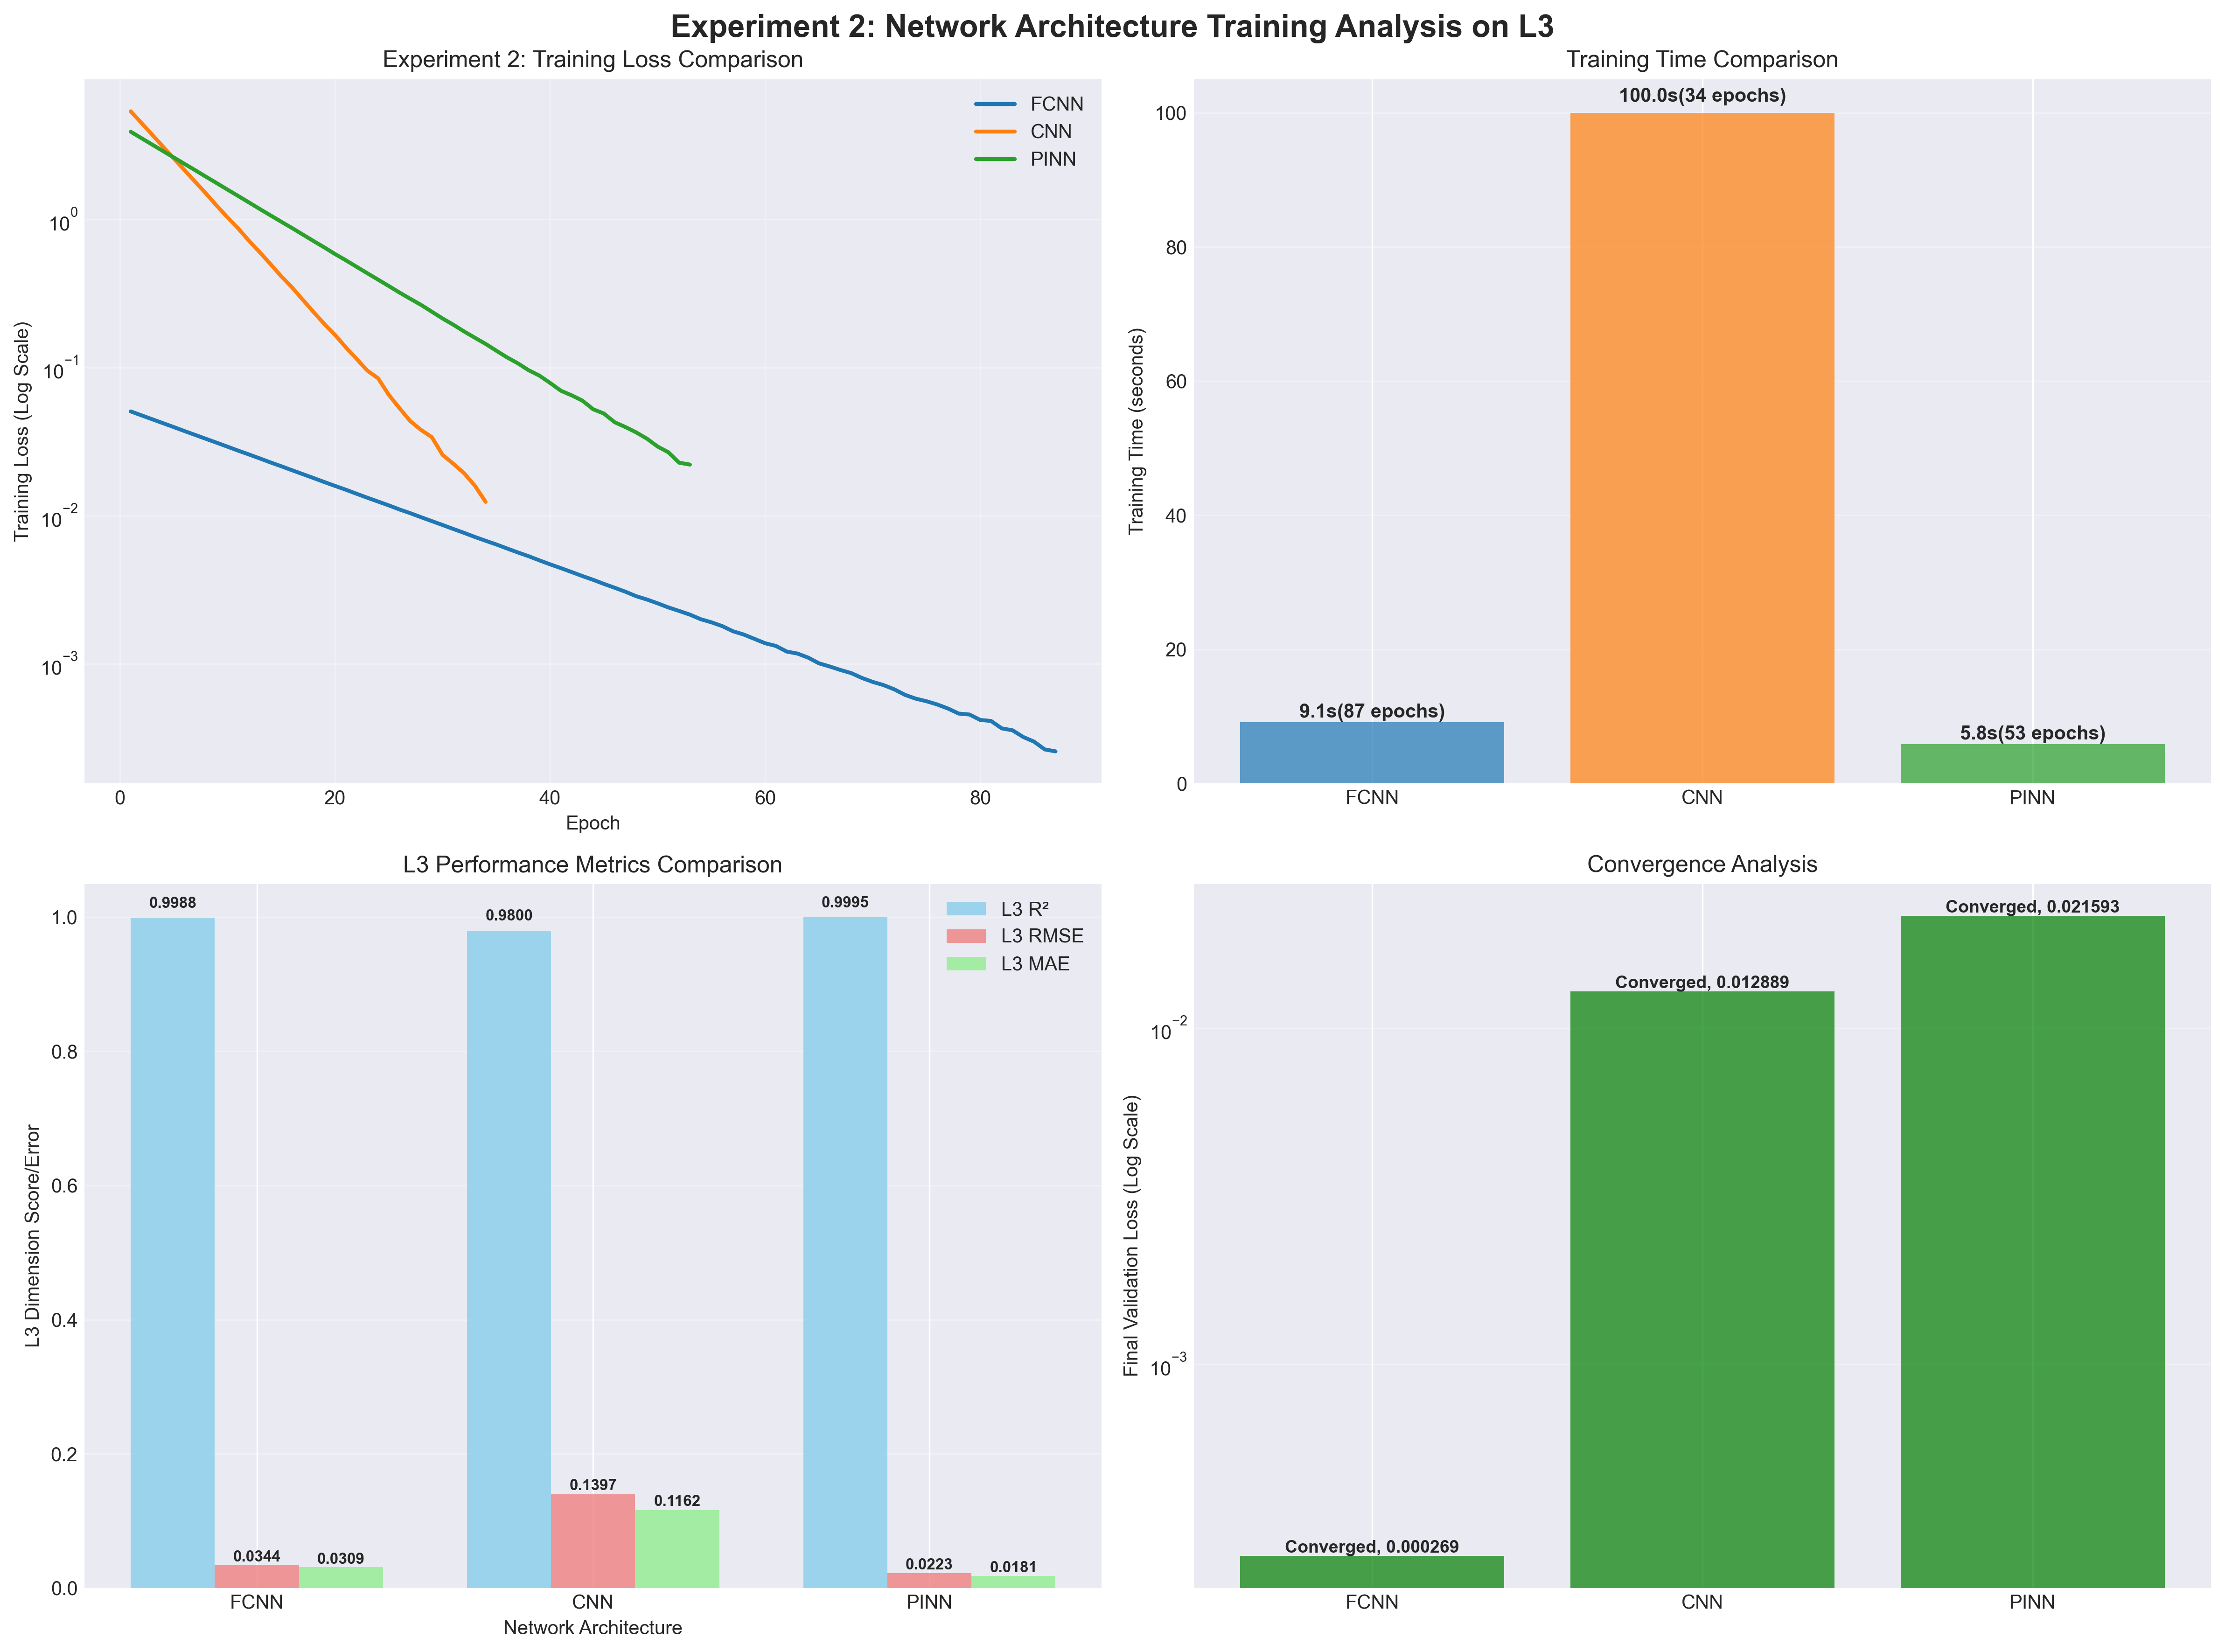 Experiment 2: Network Architecture Training Analysis on L3
Experiment 2: Training Loss Comparison
FCNN
CNN
PINN
10⁰
10⁻¹
10⁻²
10⁻³
Training Loss (Log Scale)
0 20 40 60 80
Epoch
Training Time Comparison
100.0s(34 epochs)
9.1s(87 epochs)
5.8s(53 epochs)
100
80
60
40
20
0
Training Time (seconds)
FCNN CNN PINN
L3 Performance Metrics Comparison
0.9988
0.9800
0.9995
L3 R²
L3 RMSE
L3 MAE
0.1397
0.1162
0.0344
0.0309
0.0223
0.0181
1.0
0.8
0.6
0.4
0.2
0.0
L3 Dimension Score/Error
FCNN CNN PINN
Network Architecture
Convergence Analysis
Converged, 0.021593
Converged, 0.012889
Converged, 0.000269
10⁻²
10⁻³
Final Validation Loss (Log Scale)
FCNN CNN PINN